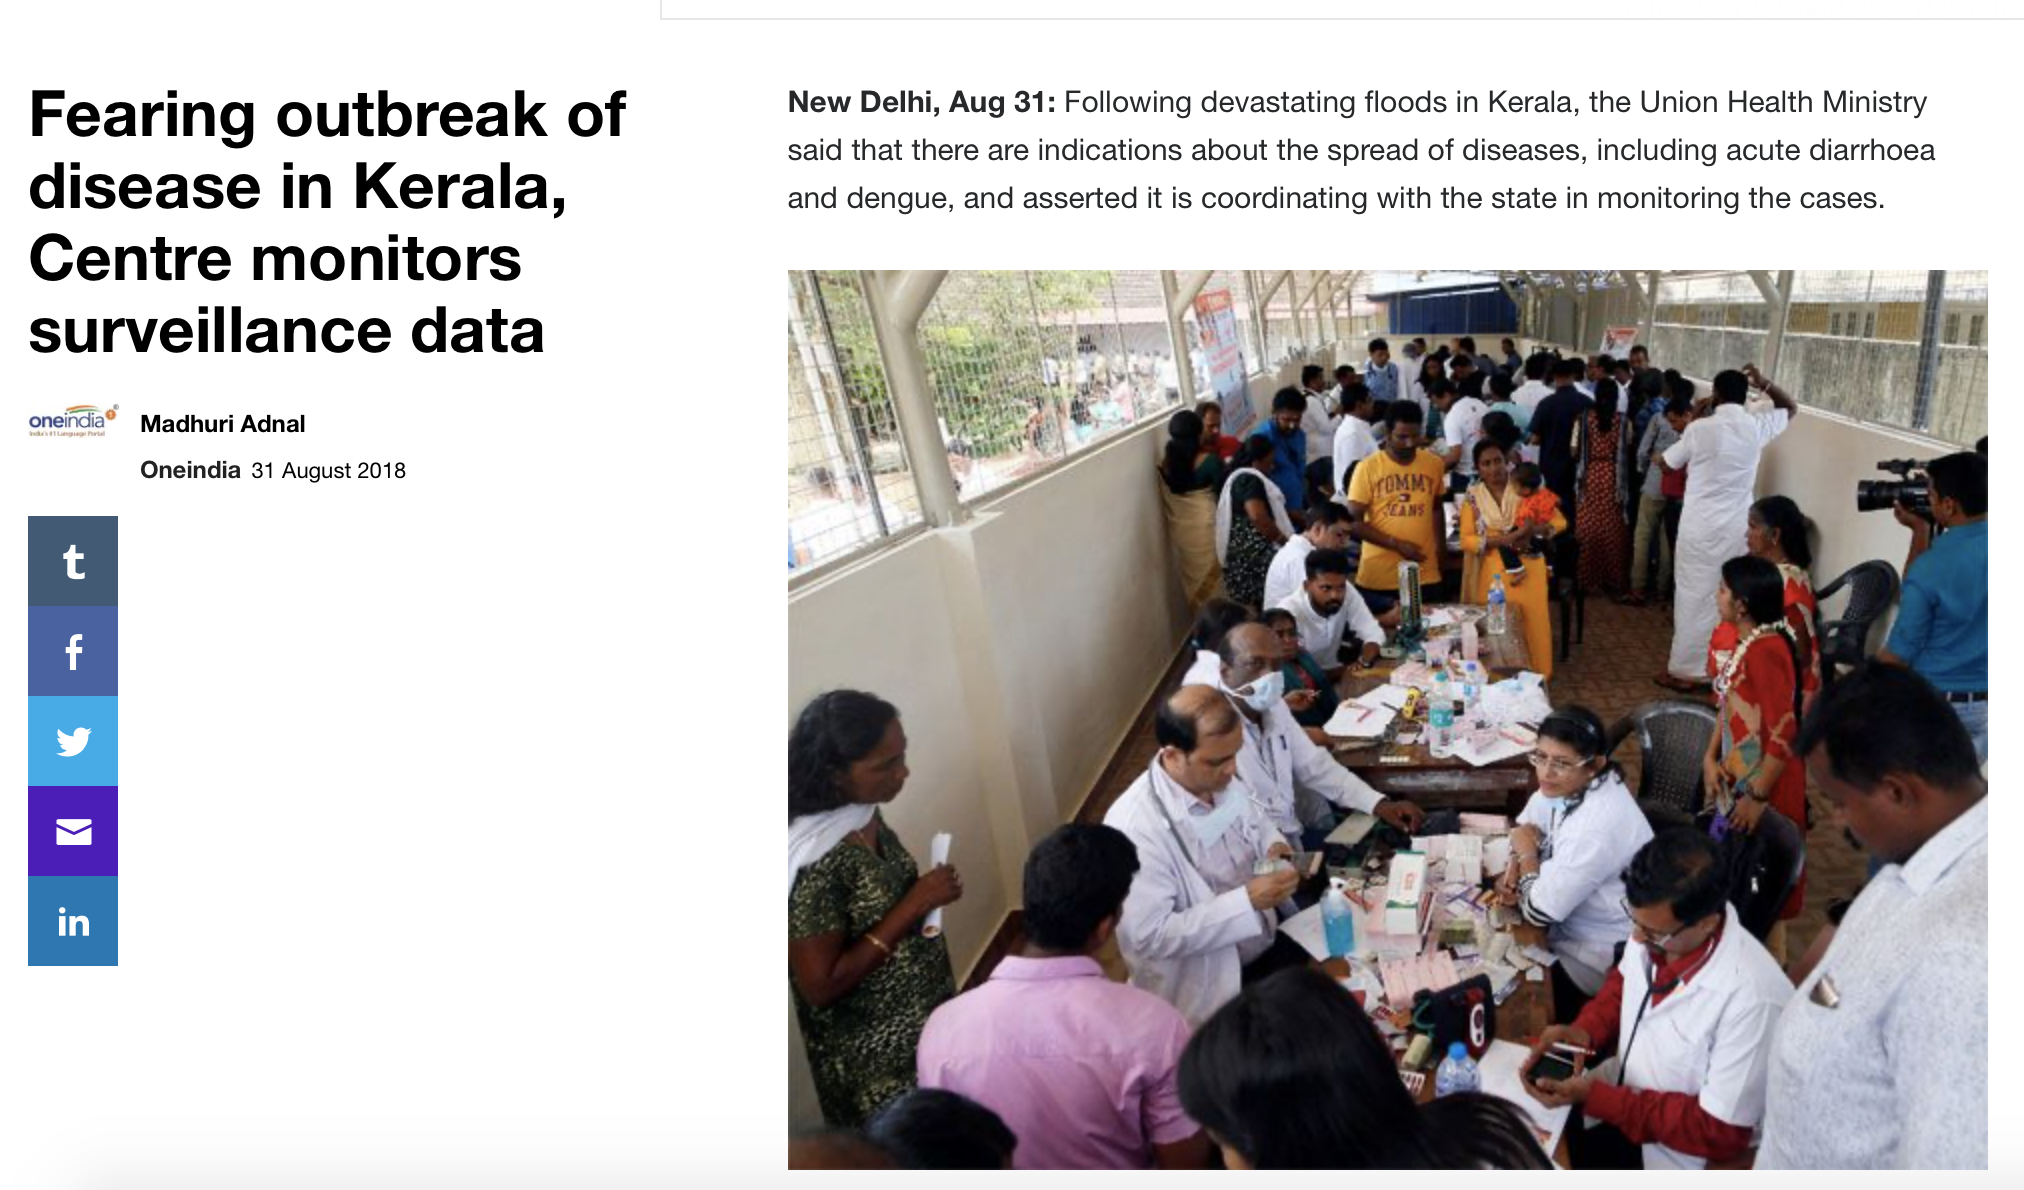 Fearing outbreak of
disease in Kerala,
Centre monitors
surveillance data
oneindia
India's #1 Language Portal
Madhuri Adnal
Oneindia 31 August 2018
t
f
in
New Delhi, Aug 31: Following devastating floods in Kerala, the Union Health Ministry
said that there are indications about the spread of diseases, including acute diarrhoea
and dengue, and asserted it is coordinating with the state in monitoring the cases.
TOMMY
JEANS